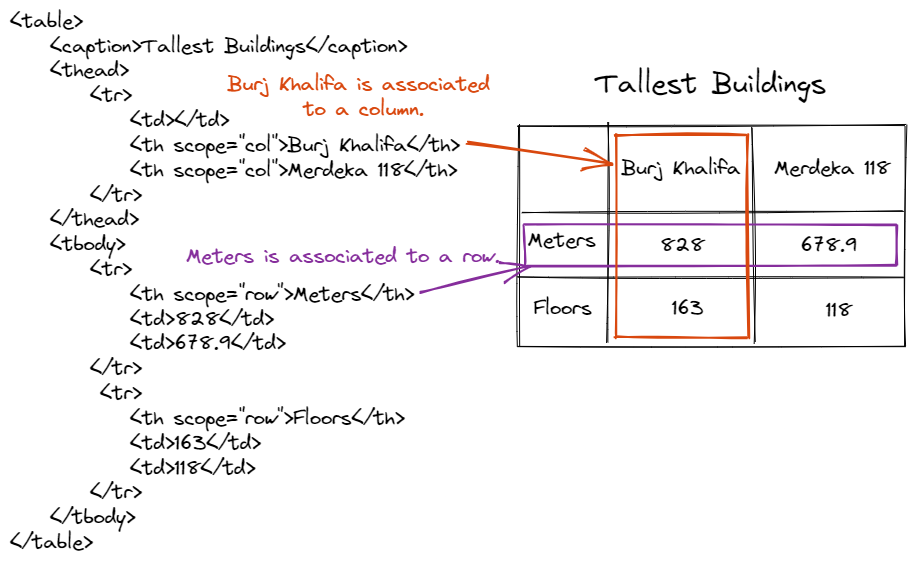 <table>
<caption>Tallest Buildings</caption>
<thead>
<tr>
<td></td>
<th scope="col">Burj Khalifa</th>
<th scope="col">Merdeka 118</th>
</tr>
</thead>
<tbody>
<tr>
<th scope="row">Meters</th>
<td>828</td>
<td>678.9</td>
</tr>
<tr>
<th scope="row">Floors</th>
<td>163</td>
<td>118</td>
</tr>
</tbody>
</table>
Burj Khalifa is associated
to a column.
Meters is associated to a row.
Tallest Buildings
Burj Khalifa Merdeka 118
Meters 828 678.9
Floors 163 118